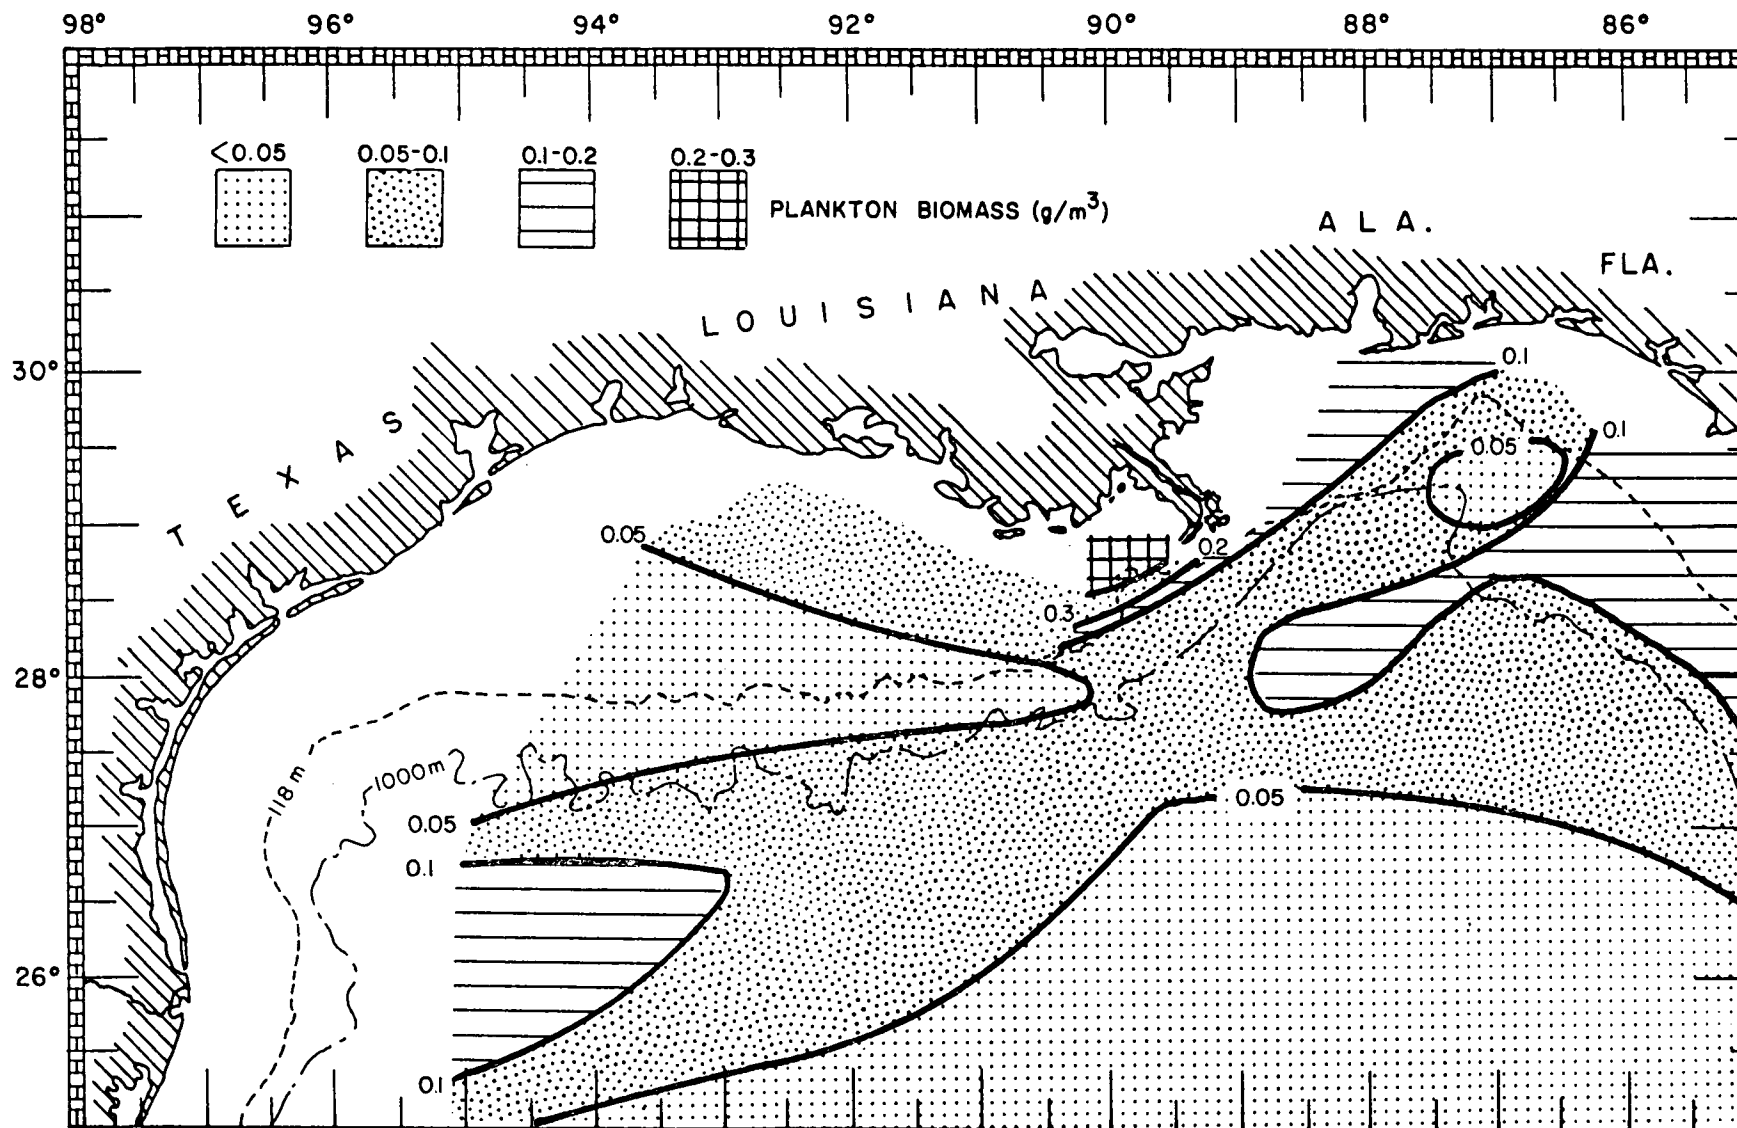 98° 96° 94° 92° 90° 88° 86°
<0.05 0.05-0.1 0.1-0.2 0.2-0.3
PLANKTON BIOMASS (g/m³)
ALA.
FLA.
LOUISIANA
TEXAS
30°
0.1
0.1
0.05
0.05
0.2
0.3
28°
1000m
118m
0.05
0.05
0.1
26°
0.1